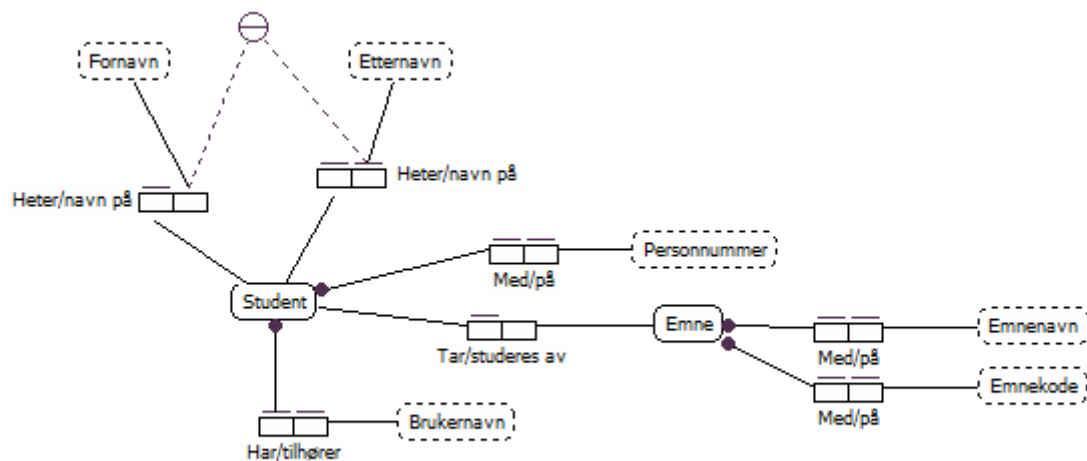 Fornavn
Etternavn
Heter/navn på
Heter/navn på
Personnummer
Med/på
Student
Emne
Emnenavn
Tar/studeres av
Med/på
Emnekode
Med/på
Brukernavn
Har/tilhører